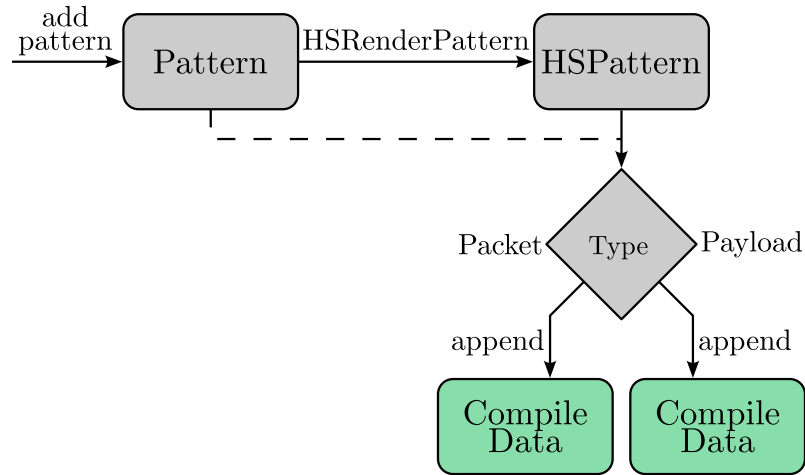 add
pattern
Pattern
HSRenderPattern
HSPattern
Packet
Type
Payload
append
append
Compile
Data
Compile
Data